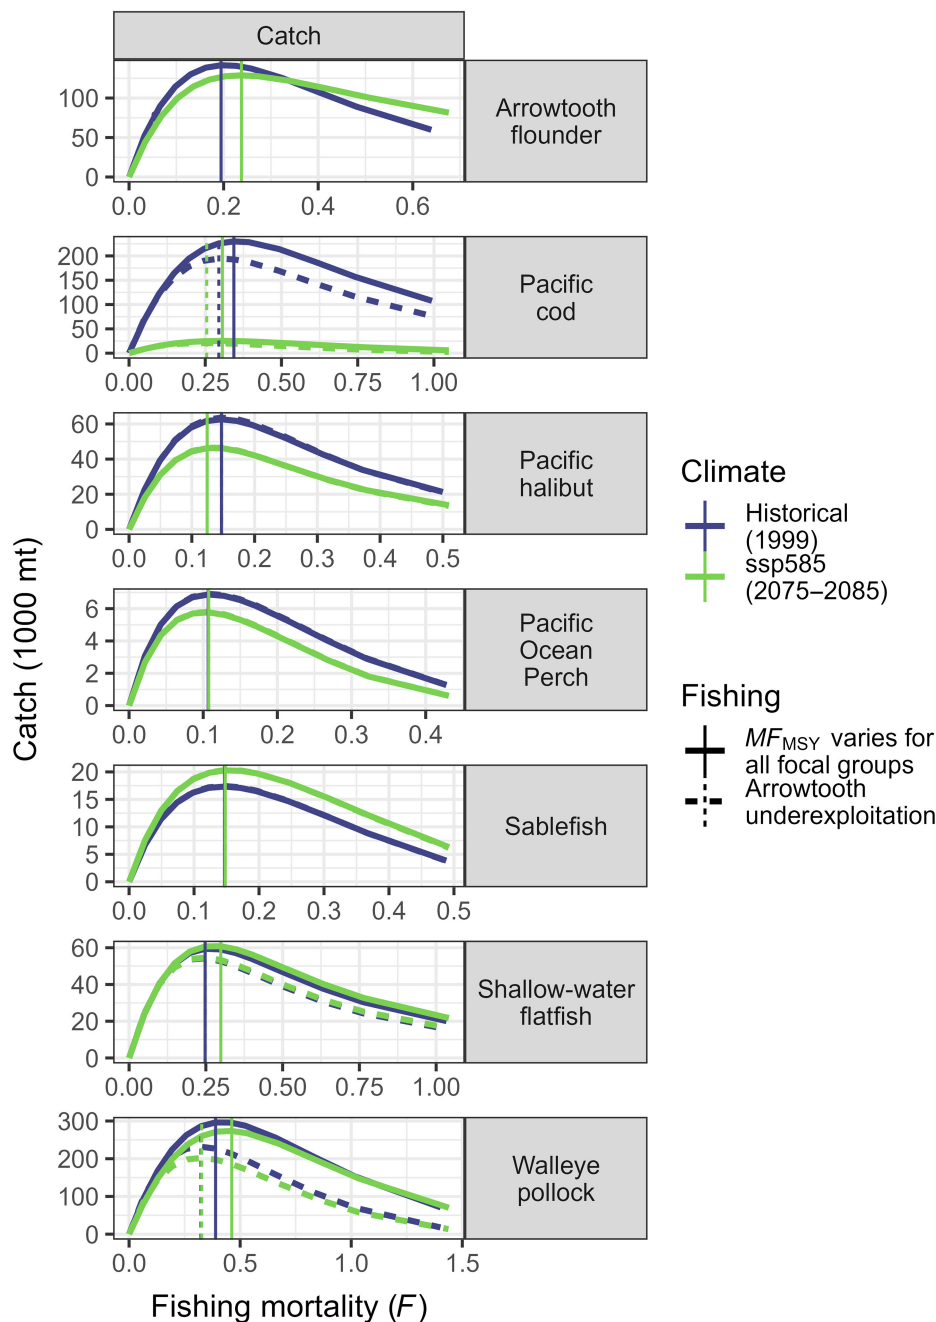 Catch
Arrowtooth
flounder
100
50
0
0.0 0.2 0.4 0.6
Pacific
cod
200
150
100
50
0
0.00 0.25 0.50 0.75 1.00
Pacific
halibut
60
40
20
0
0.0 0.1 0.2 0.3 0.4 0.5
Pacific
Ocean
Perch
6
4
2
0
0.0 0.1 0.2 0.3 0.4
Sablefish
20
15
10
5
0
0.0 0.1 0.2 0.3 0.4 0.5
Shallow-water
flatfish
60
40
20
0
0.00 0.25 0.50 0.75 1.00
Walleye
pollock
300
200
100
0
0.0 0.5 1.0 1.5
Catch (1000 mt)
Fishing mortality (F)
Climate
Historical
(1999)
ssp585
(2075–2085)
Fishing
MF MSY varies for
all focal groups
Arrowtooth
underexploitation